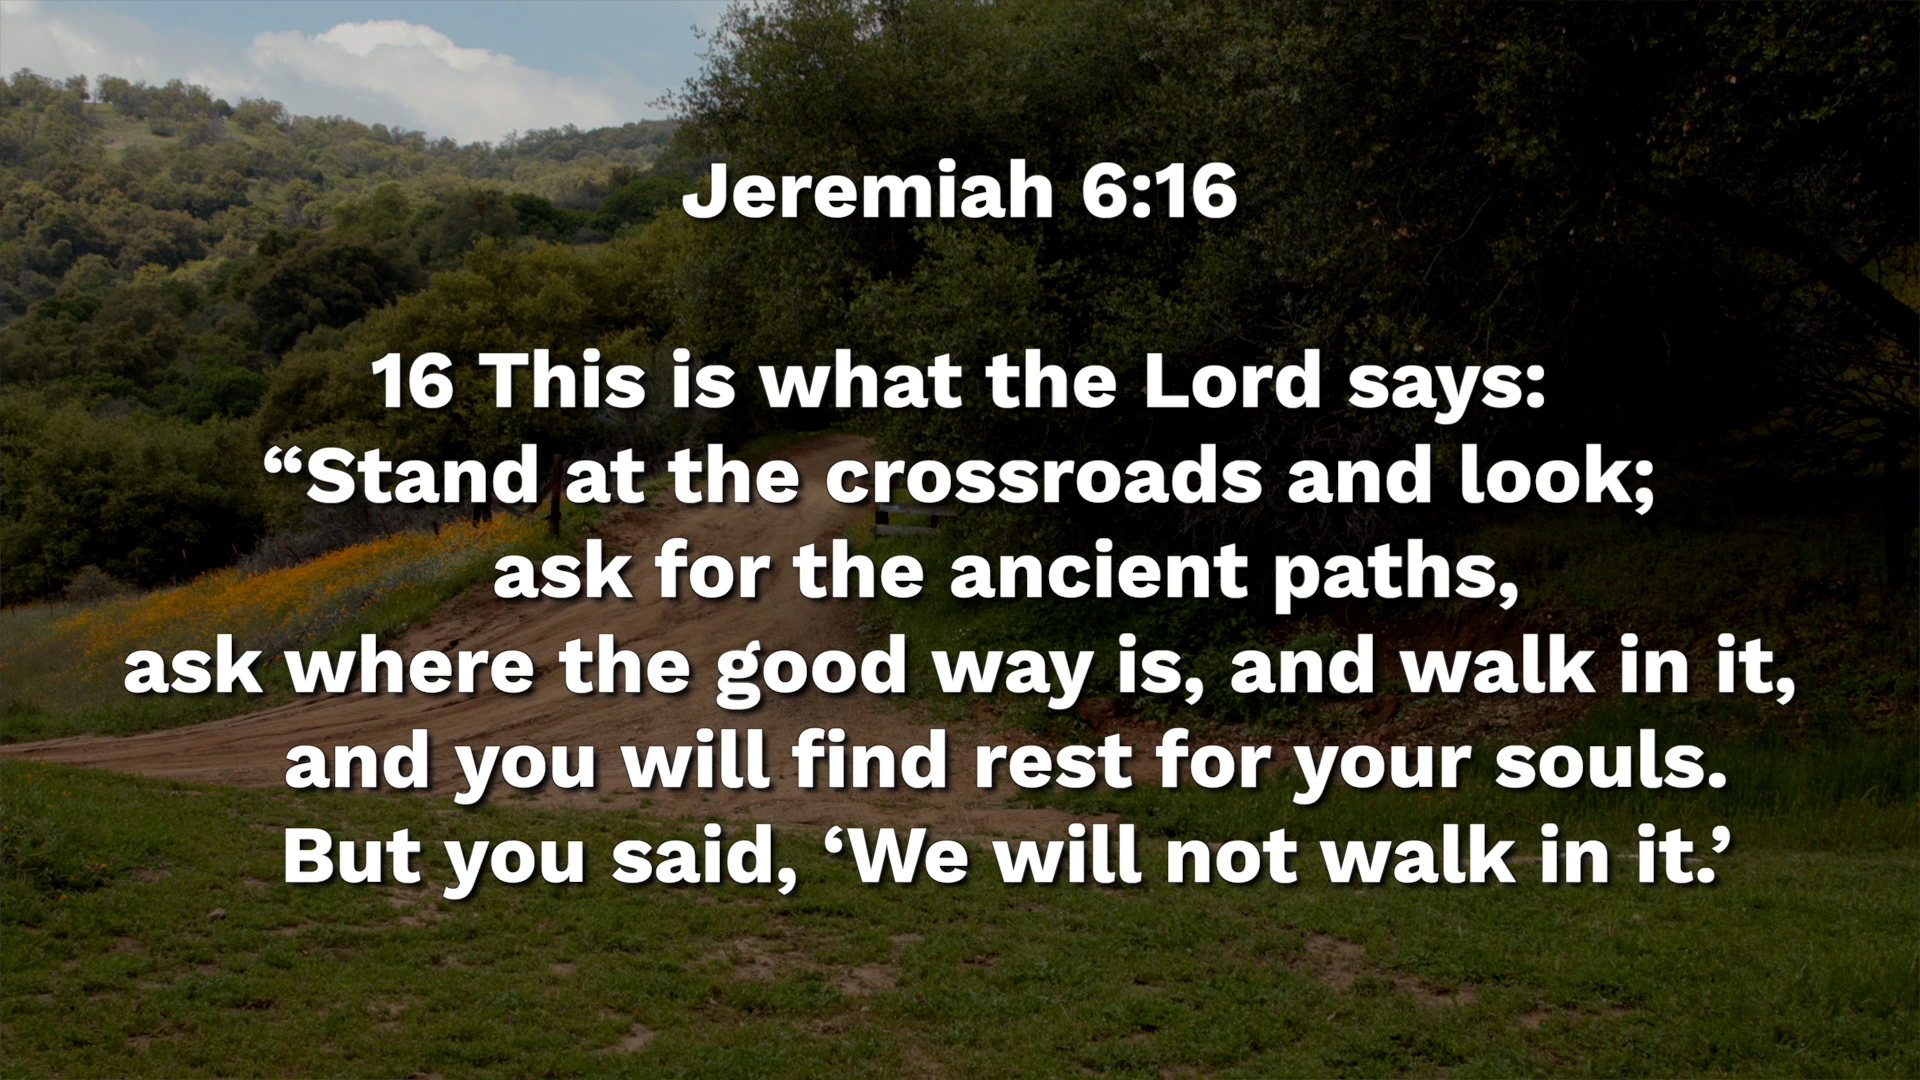 Jeremiah 6:16
16 This is what the Lord says:
“Stand at the crossroads and look;
ask for the ancient paths,
ask where the good way is, and walk in it,
and you will find rest for your souls.
But you said, ‘We will not walk in it.’